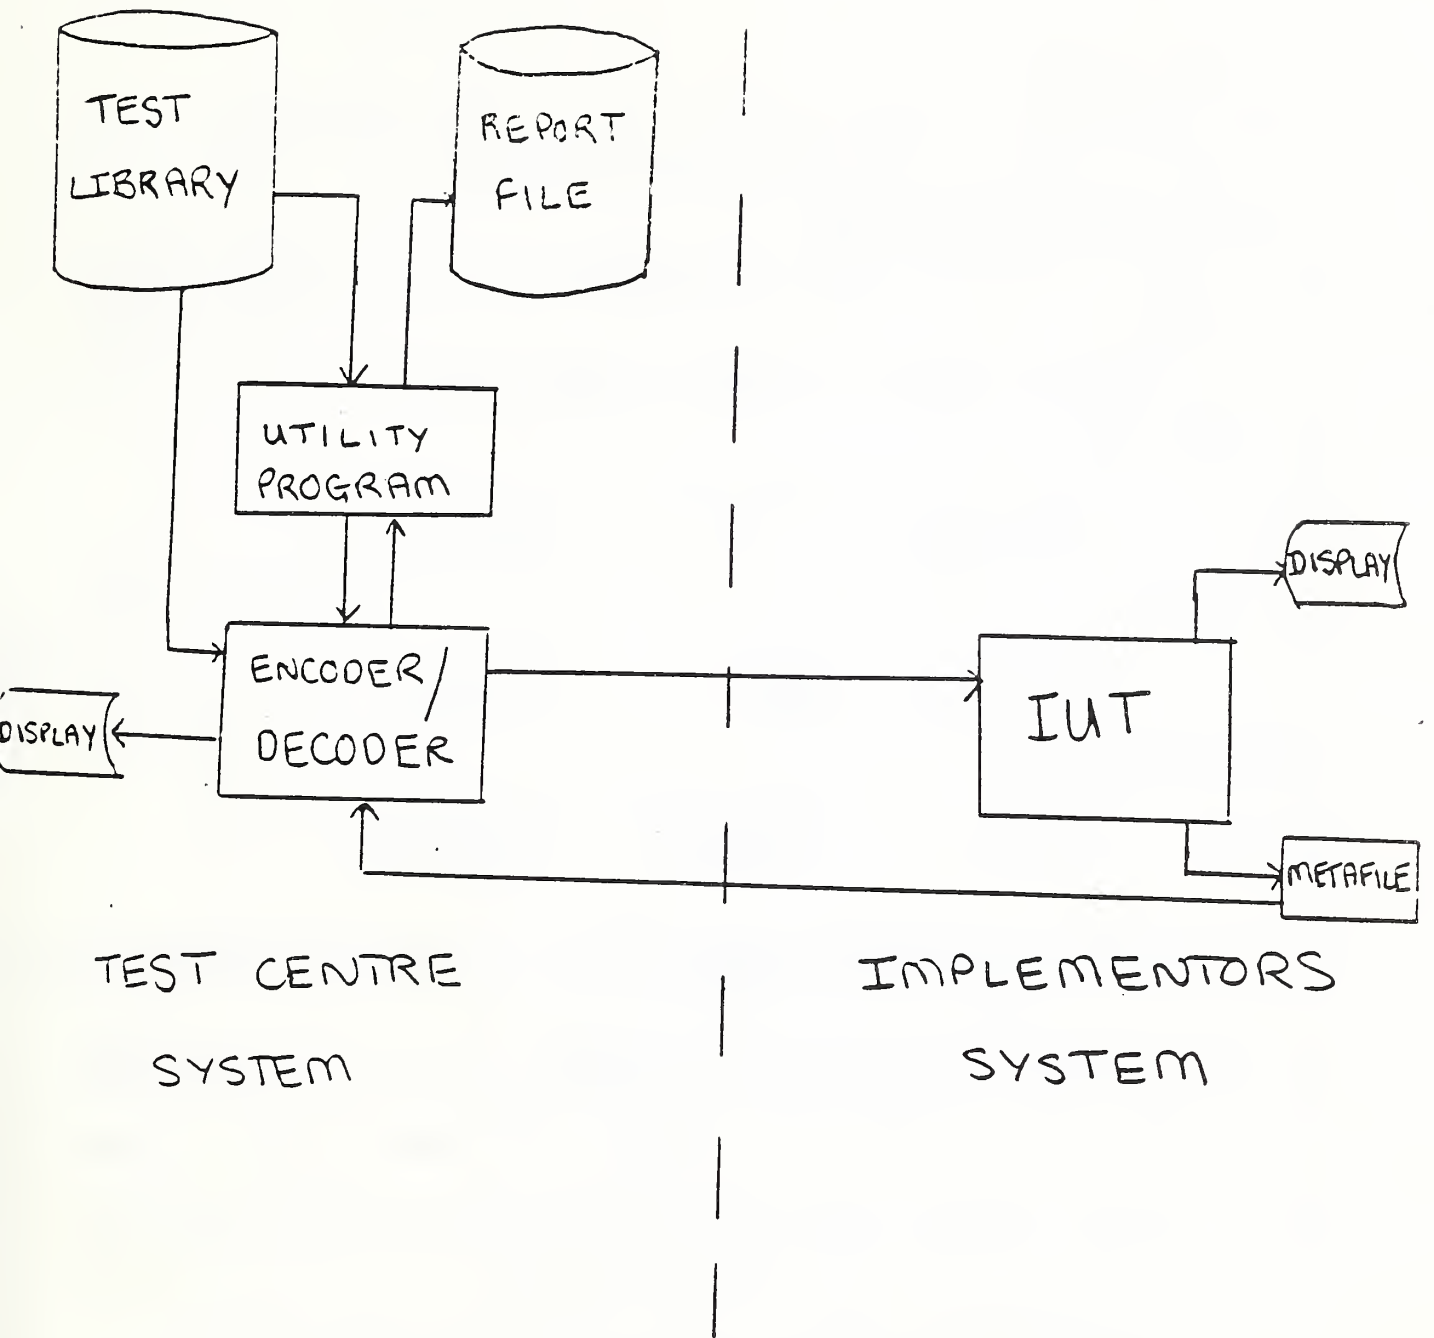 TEST
LIBRARY
REPORT
FILE
UTILITY
PROGRAM
DISPLAY
ENCODER/
DECODER
DISPLAY
IUT
METAFILE
TEST CENTRE
SYSTEM
IMPLEMENTORS
SYSTEM